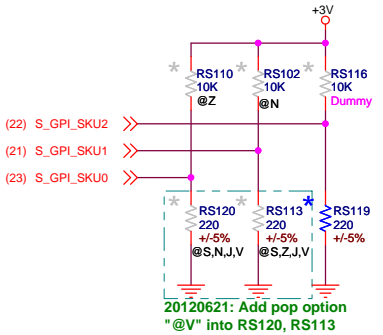 +3V
* RS110 * RS102 * RS116
10K 10K 10K
@Z @N Dummy
(22) S_GPI_SKU2
(21) S_GPI_SKU1
(23) S_GPI_SKU0
* RS120 * RS113 * RS119
220 220 220
+/-5% +/-5% +/-5%
@S,N,J,V @S,Z,J,V
20120621: Add pop option
"@V" into RS120, RS113